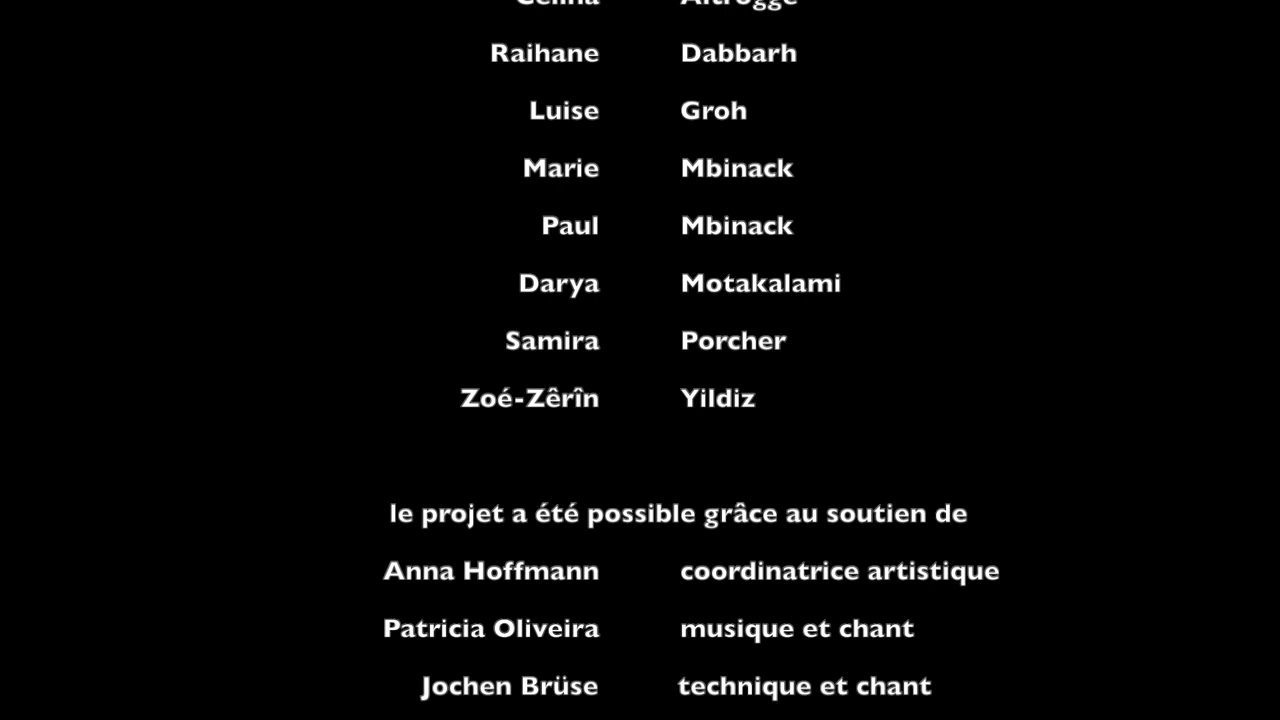 Celina Altrogge
Raihane Dabbarh
Luise Groh
Marie Mbinack
Paul Mbinack
Darya Motakalami
Samira Porcher
Zoé-Zêrîn Yildiz
le projet a été possible grâce au soutien de
Anna Hoffmann coordinatrice artistique
Patricia Oliveira musique et chant
Jochen Brüse technique et chant